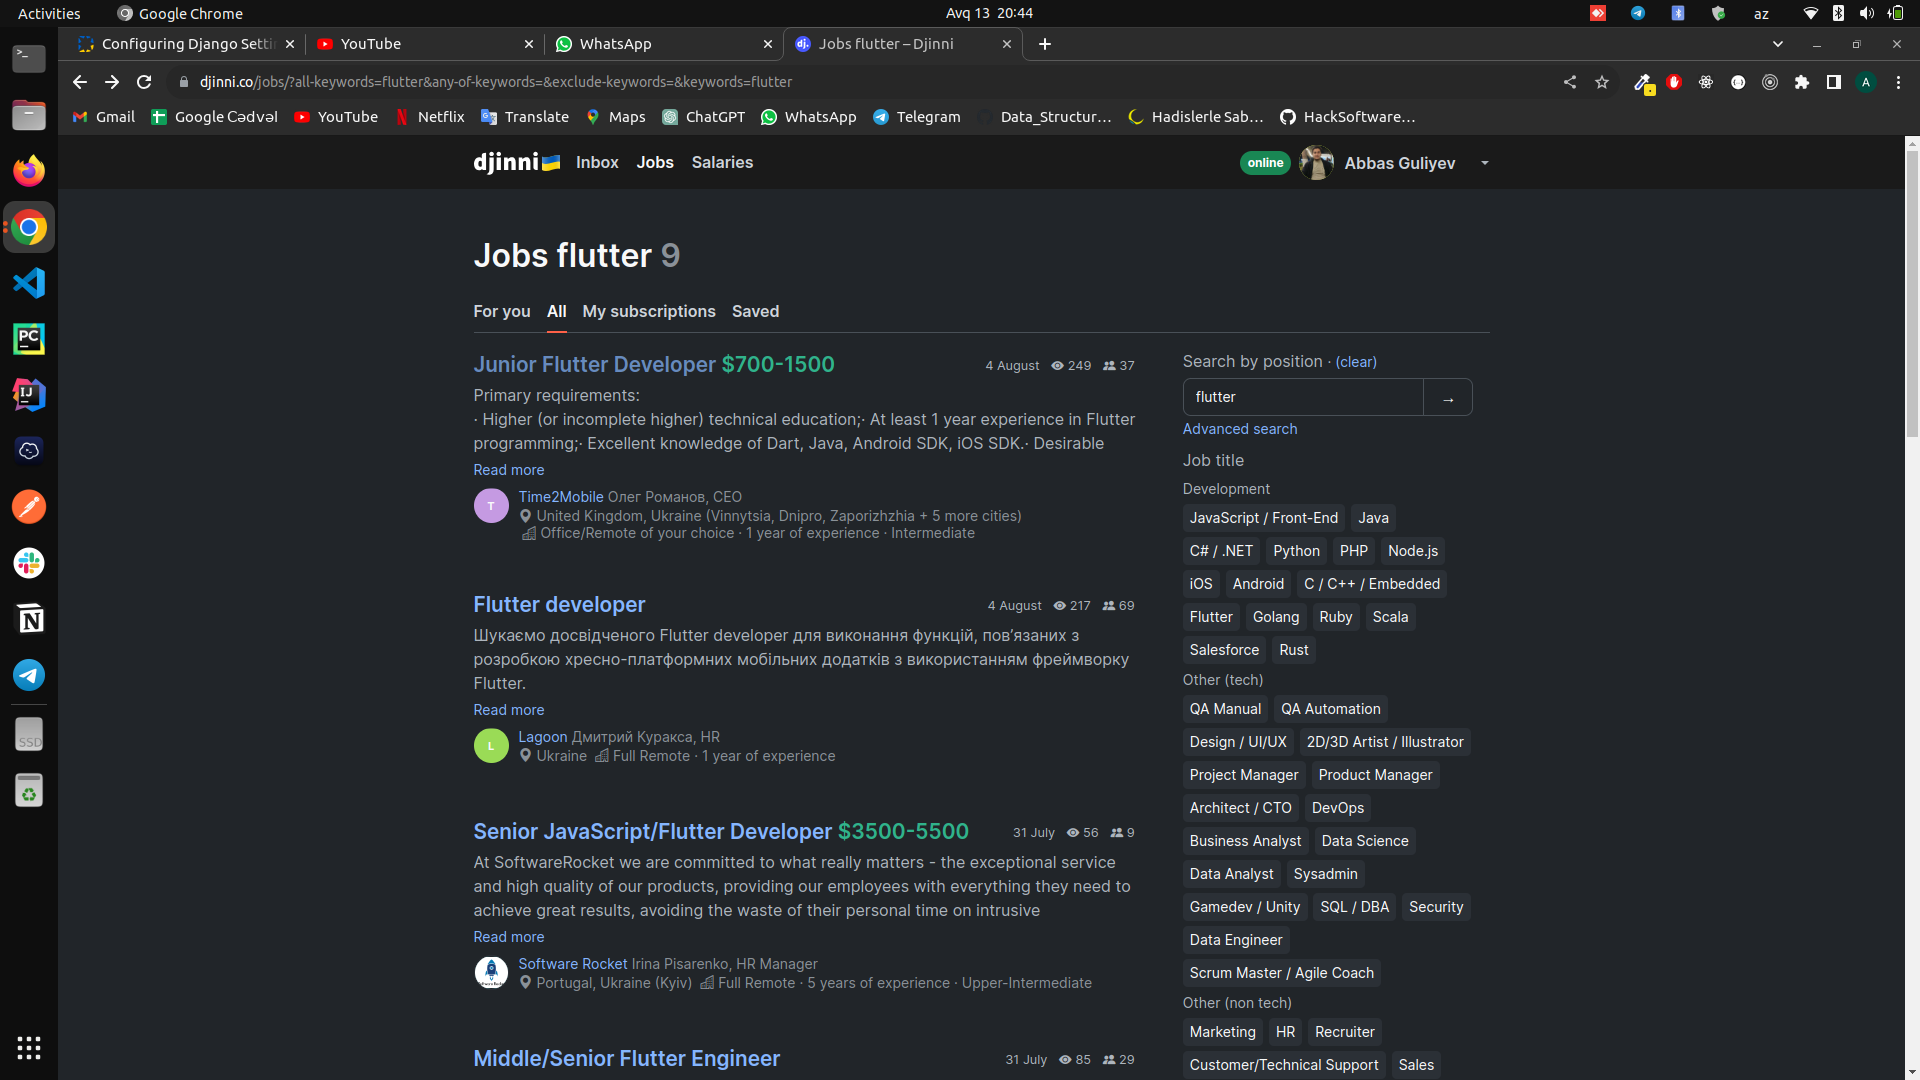 Activities
Google Chrome
Avq 13 20:44
az
Configuring Django Setti
YouTube
WhatsApp
Jobs flutter – Djinni
djinni.co/jobs/?all-keywords=flutter&any-of-keywords=&exclude-keywords=&keywords=flutter
A
Gmail
Google Cədvəl
YouTube
Netflix
Translate
Maps
ChatGPT
WhatsApp
Telegram
Data_Structur...
Hadislerle Sab...
HackSoftware...
djinni
Inbox
Jobs
Salaries
online
Abbas Guliyev
Jobs flutter 9
For you
All
My subscriptions
Saved
Junior Flutter Developer $700-1500
4 August 249 37
Primary requirements:
· Higher (or incomplete higher) technical education;· At least 1 year experience in Flutter
programming;· Excellent knowledge of Dart, Java, Android SDK, iOS SDK.· Desirable
Read more
T
Time2Mobile Олег Романов, CEO
United Kingdom, Ukraine (Vinnytsia, Dnipro, Zaporizhzhia + 5 more cities)
Office/Remote of your choice · 1 year of experience · Intermediate
Flutter developer
4 August 217 69
Шукаємо досвідченого Flutter developer для виконання функцій, пов’язаних з
розробкою хресно-платформних мобільних додатків з використанням фреймворку
Flutter.
Read more
L
Lagoon Дмитрий Куракса, HR
Ukraine Full Remote · 1 year of experience
Senior JavaScript/Flutter Developer $3500-5500
31 July 56 9
At SoftwareRocket we are committed to what really matters - the exceptional service
and high quality of our products, providing our employees with everything they need to
achieve great results, avoiding the waste of their personal time on intrusive
Read more
Software Rocket Irina Pisarenko, HR Manager
Portugal, Ukraine (Kyiv) Full Remote · 5 years of experience · Upper-Intermediate
Middle/Senior Flutter Engineer
31 July 85 29
Search by position · (clear)
flutter
→
Advanced search
Job title
Development
JavaScript / Front-End Java
C# / .NET Python PHP Node.js
iOS Android C / C++ / Embedded
Flutter Golang Ruby Scala
Salesforce Rust
Other (tech)
QA Manual QA Automation
Design / UI/UX 2D/3D Artist / Illustrator
Project Manager Product Manager
Architect / CTO DevOps
Business Analyst Data Science
Data Analyst Sysadmin
Gamedev / Unity SQL / DBA Security
Data Engineer
Scrum Master / Agile Coach
Other (non tech)
Marketing HR Recruiter
Customer/Technical Support Sales
PC
IJ
SSD